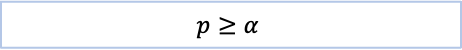 𝑝 ≥ 𝛼